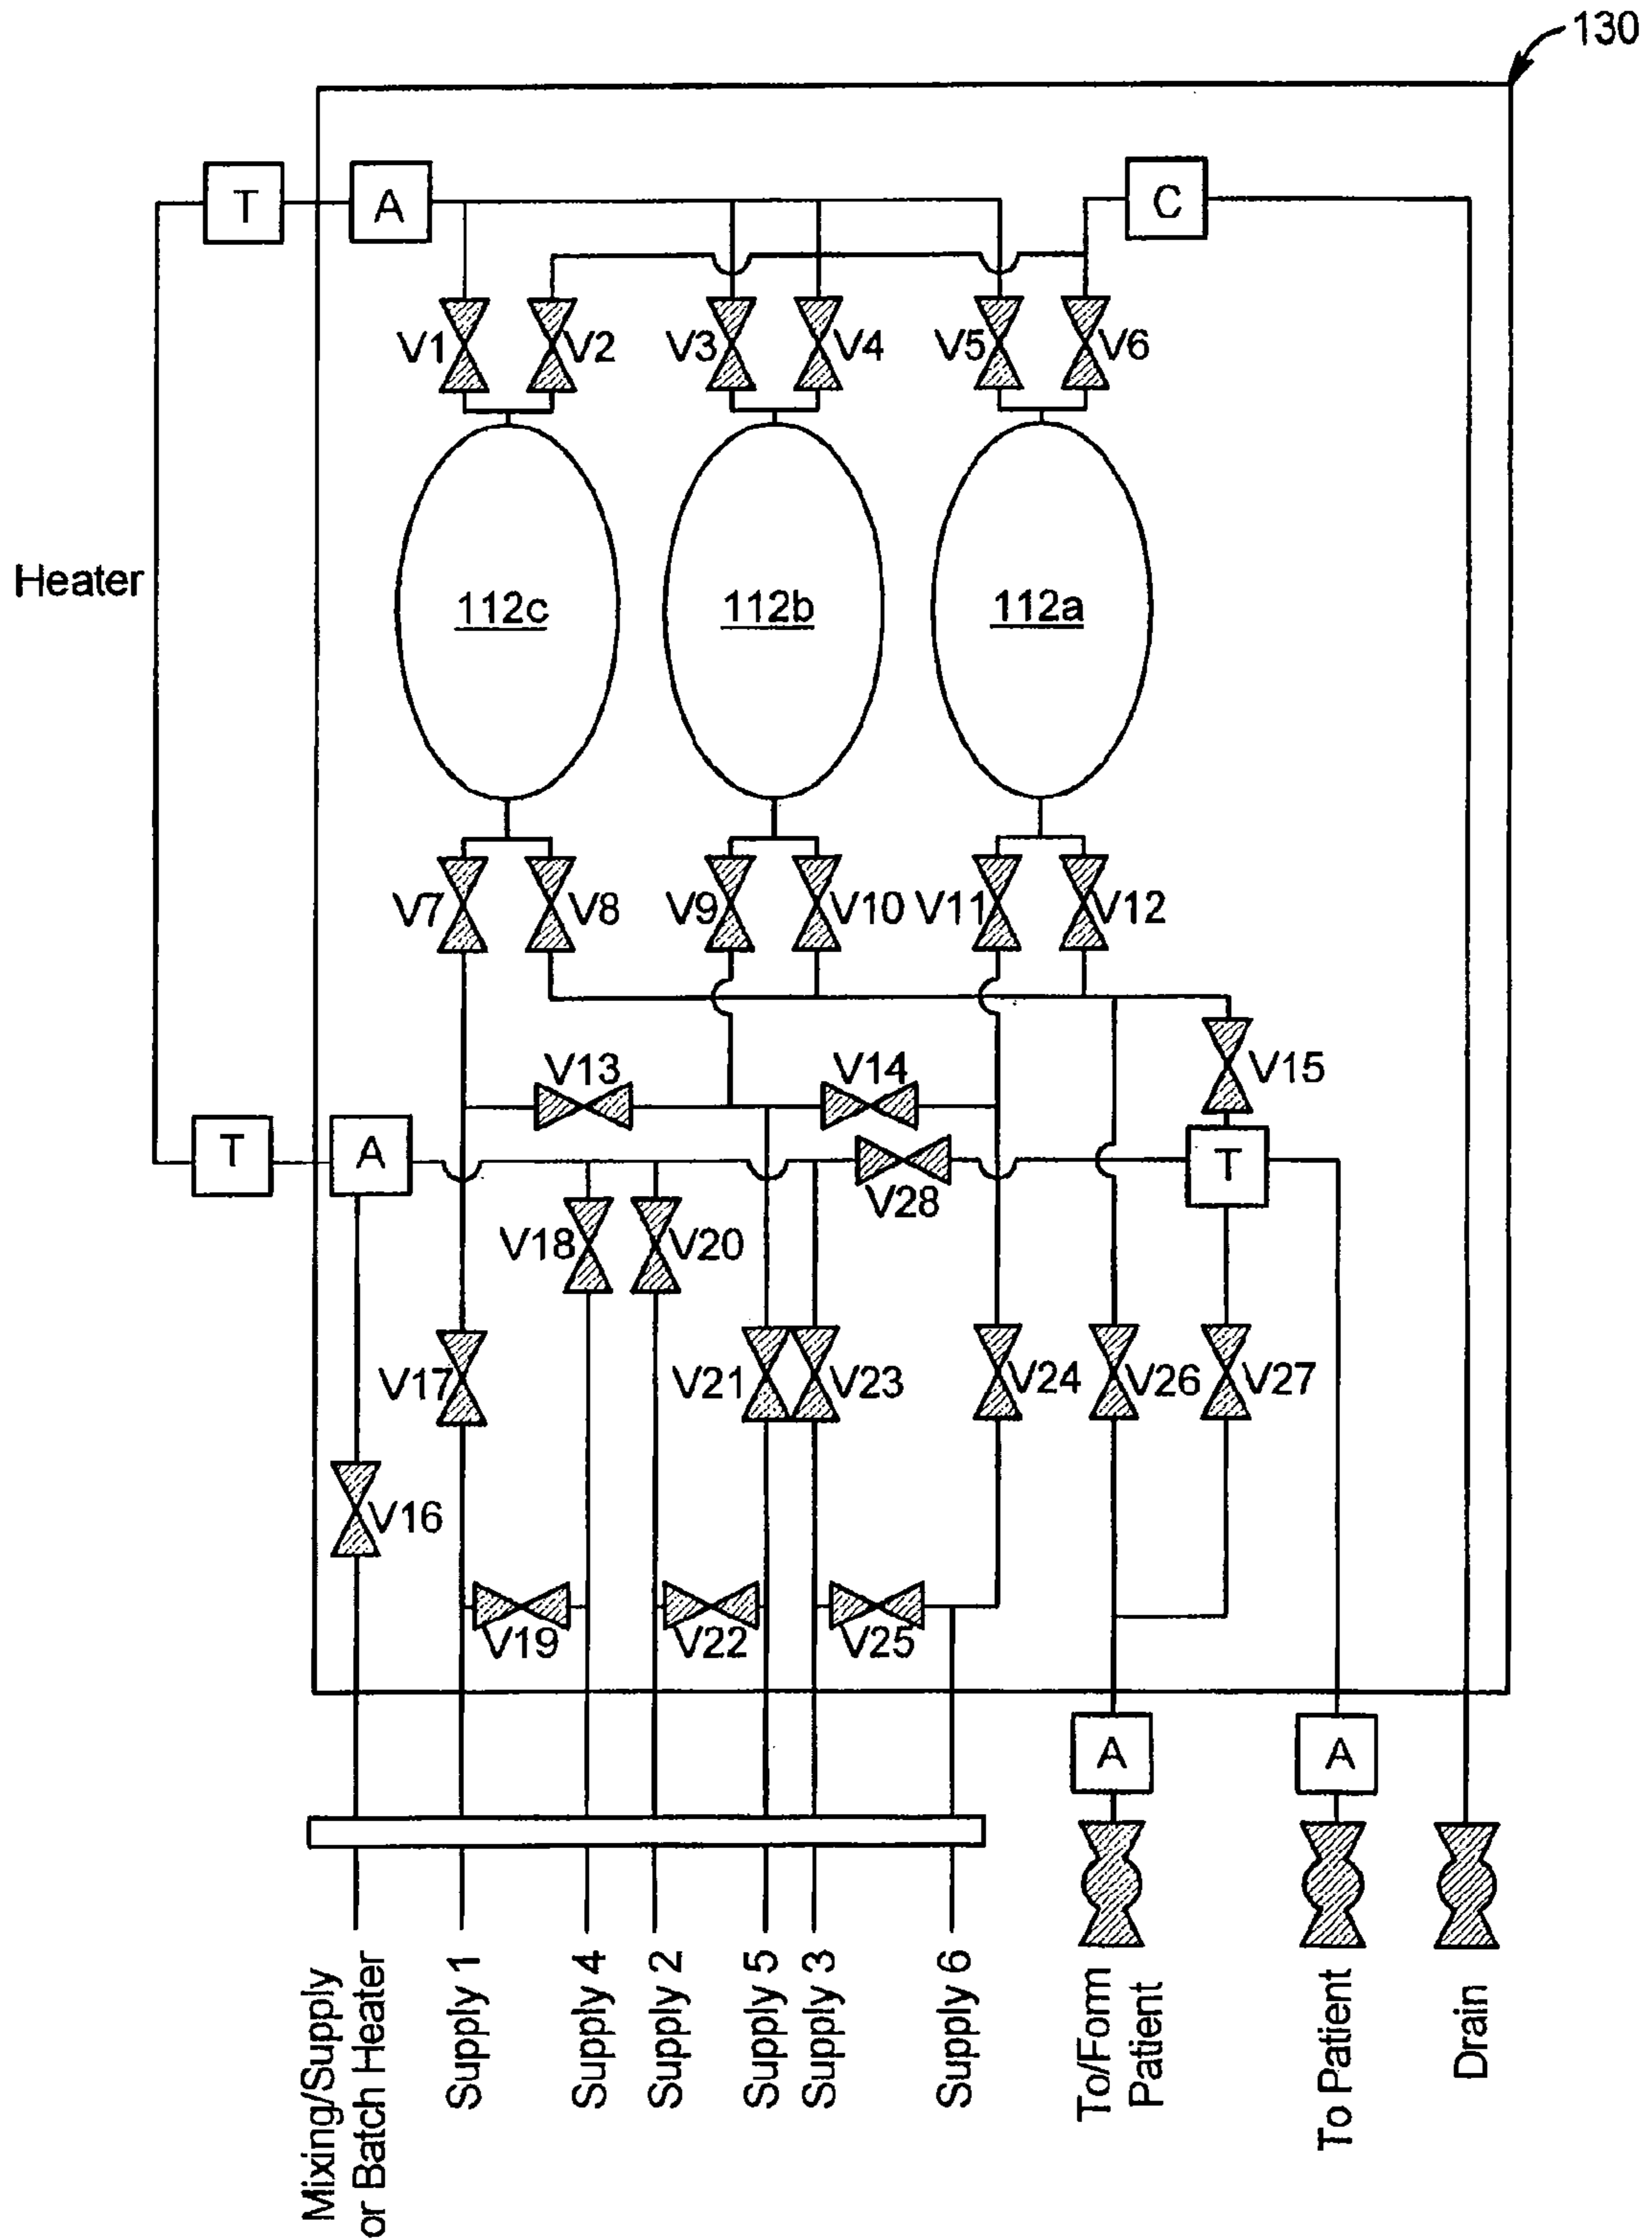 130
T
A
C
V1
V2
V3
V4
V5
V6
Heater
112c
112b
112a
V7
V8
V9
V10
V11
V12
V13
V14
V15
T
A
T
V28
V18
V20
V17
V21
V23
V24
V26
V27
V16
V19
V22
V25
A
A
Mixing/Supply
or Batch Heater
Supply 1
Supply 4
Supply 2
Supply 5
Supply 3
Supply 6
To/Form
Patient
To Patient
Drain